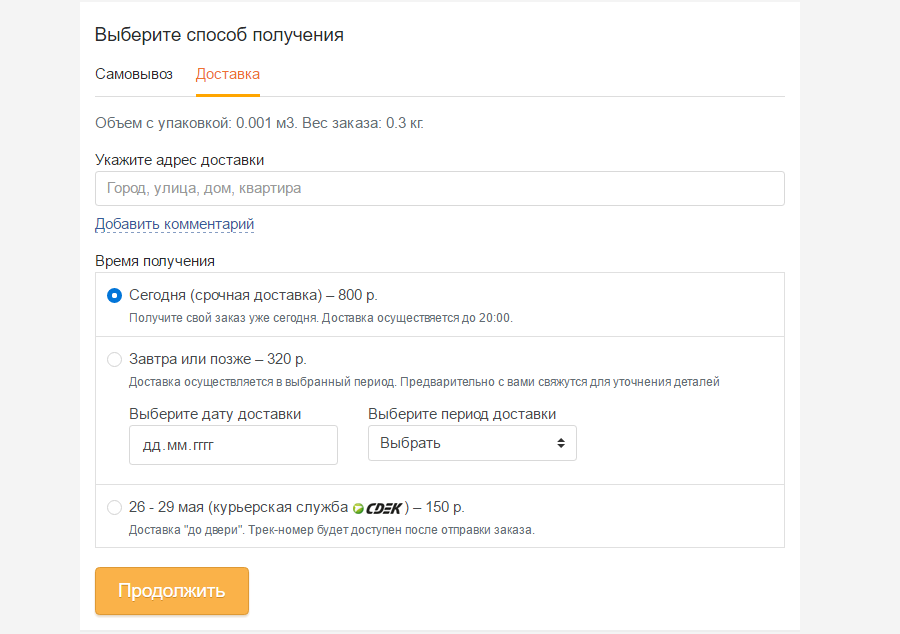 Выберите способ получения
Самовывоз Доставка
Объем с упаковкой: 0.001 м3. Вес заказа: 0.3 кг.
Укажите адрес доставки
Город, улица, дом, квартира
Добавить комментарий
Время получения
Сегодня (срочная доставка) – 800 р.
Получите свой заказ уже сегодня. Доставка осуществяется до 20:00.
Завтра или позже – 320 р.
Доставка осуществляется в выбранный период. Предварительно с вами свяжутся для уточнения деталей
Выберите дату доставки Выберите период доставки
дд.мм.гггг Выбрать
26 - 29 мая (курьерская служба CDEK) – 150 р.
Доставка "до двери". Трек-номер будет доступен после отправки заказа.
Продолжить